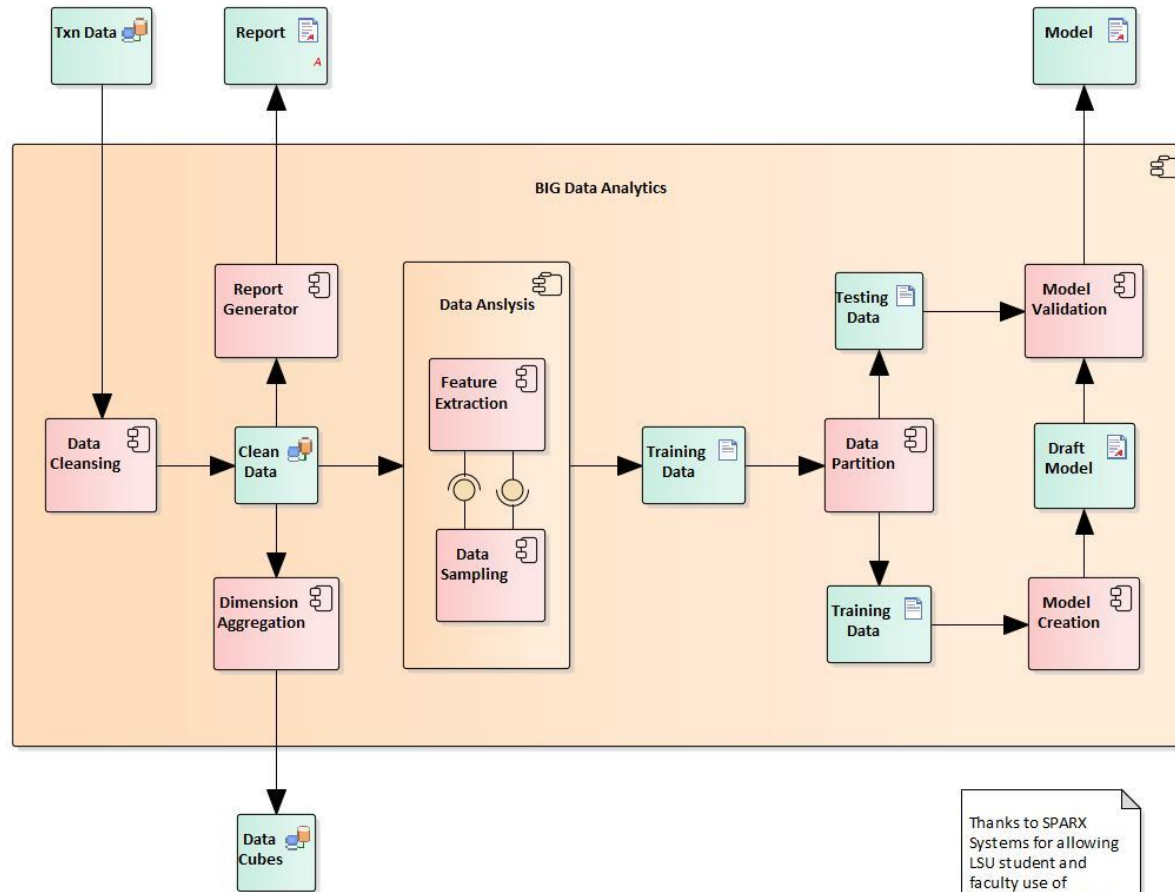 Txn Data
Report
A
Model
BIG Data Analytics
Report
Generator
Data Anslysis
Testing
Data
Model
Validation
Feature
Extraction
Data
Cleansing
Clean
Data
Training
Data
Data
Partition
Draft
Model
Data
Sampling
Dimension
Aggregation
Training
Data
Model
Creation
Data
Cubes
Thanks to SPARX
Systems for allowing
LSU student and
faculty use of